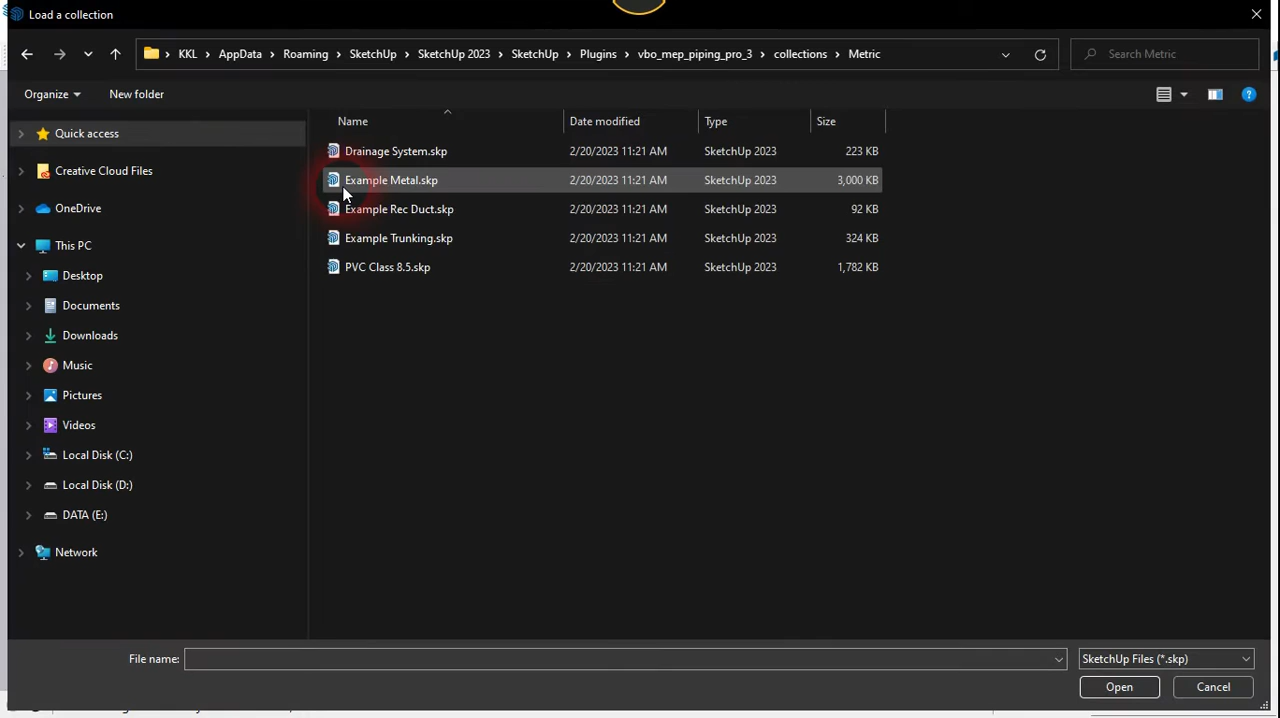 Load a collection
KKL > AppData > Roaming > SketchUp > SketchUp 2023 > SketchUp > Plugins > vbo_mep_piping_pro_3 > collections > Metric
Search Metric
Organize
New folder
Name Date modified Type Size
Quick access
Creative Cloud Files
OneDrive
This PC
Desktop
Documents
Downloads
Music
Pictures
Videos
Local Disk (C:)
Local Disk (D:)
DATA (E:)
Network
Drainage System.skp 2/20/2023 11:21 AM SketchUp 2023 223 KB
Example Metal.skp 2/20/2023 11:21 AM SketchUp 2023 3,000 KB
Example Rec Duct.skp 2/20/2023 11:21 AM SketchUp 2023 92 KB
Example Trunking.skp 2/20/2023 11:21 AM SketchUp 2023 324 KB
PVC Class 8.5.skp 2/20/2023 11:21 AM SketchUp 2023 1,782 KB
File name:
SketchUp Files (*.skp)
Open
Cancel